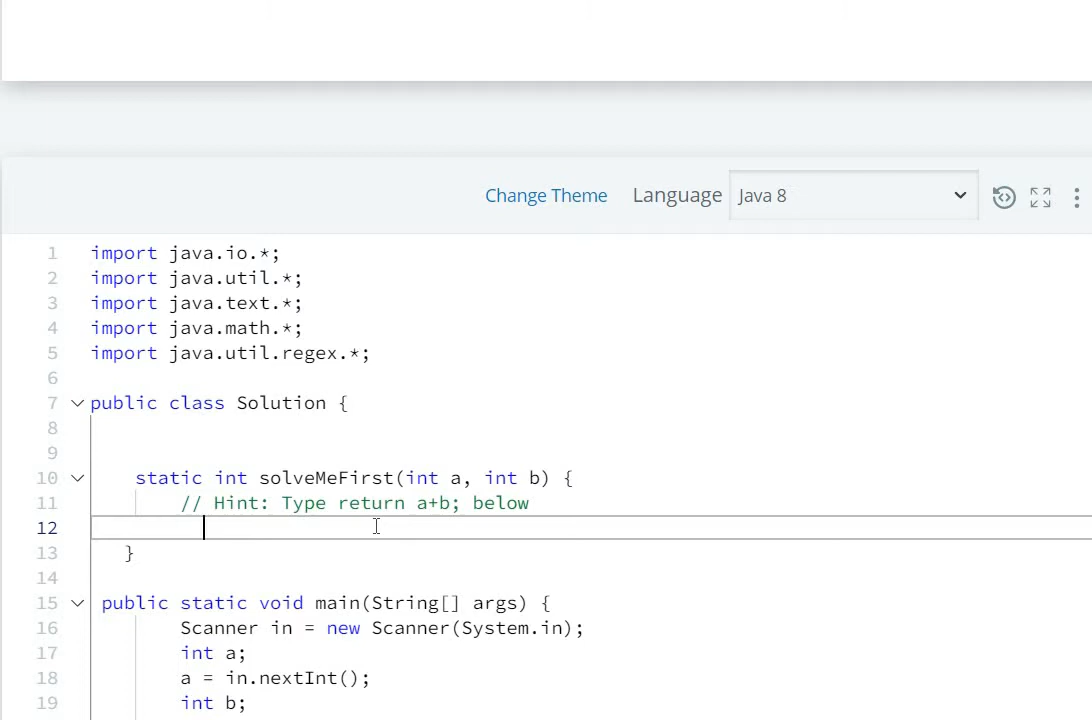 Change Theme Language Java 8
1 import java.io.*;
2 import java.util.*;
3 import java.text.*;
4 import java.math.*;
5 import java.util.regex.*;
6
7 public class Solution {
8
9
10 static int solveMeFirst(int a, int b) {
11 // Hint: Type return a+b; below
12
13 }
14
15 public static void main(String[] args) {
16 Scanner in = new Scanner(System.in);
17 int a;
18 a = in.nextInt();
19 int b;